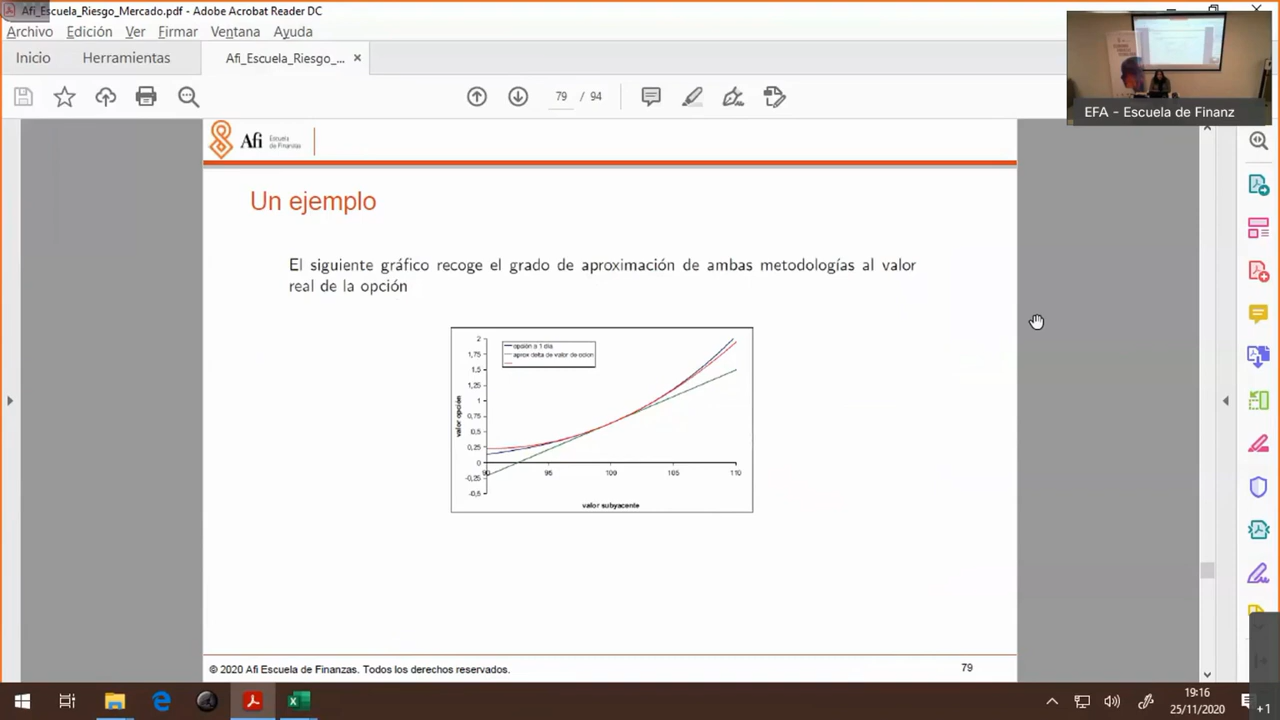 Afi_Escuela_Riesgo_Mercado.pdf - Adobe Acrobat Reader DC
Archivo Edición Ver Firmar Ventana Ayuda
Inicio Herramientas Afi_Escuela_Riesgo_... ×
79 / 94
EFA - Escuela de Finanz
Afi Escuela de Finanzas
Un ejemplo
El siguiente gráfico recoge el grado de aproximación de ambas metodologías al valor
real de la opción
opción a 1 día
aprox delta de valor de ocion
valor opción
2
1,75
1,5
1,25
1
0,75
0,5
0,25
0
-0,25
-0,5
90 95 100 105 110
valor subyacente
© 2020 Afi Escuela de Finanzas. Todos los derechos reservados. 79
19:16
25/11/2020
+1